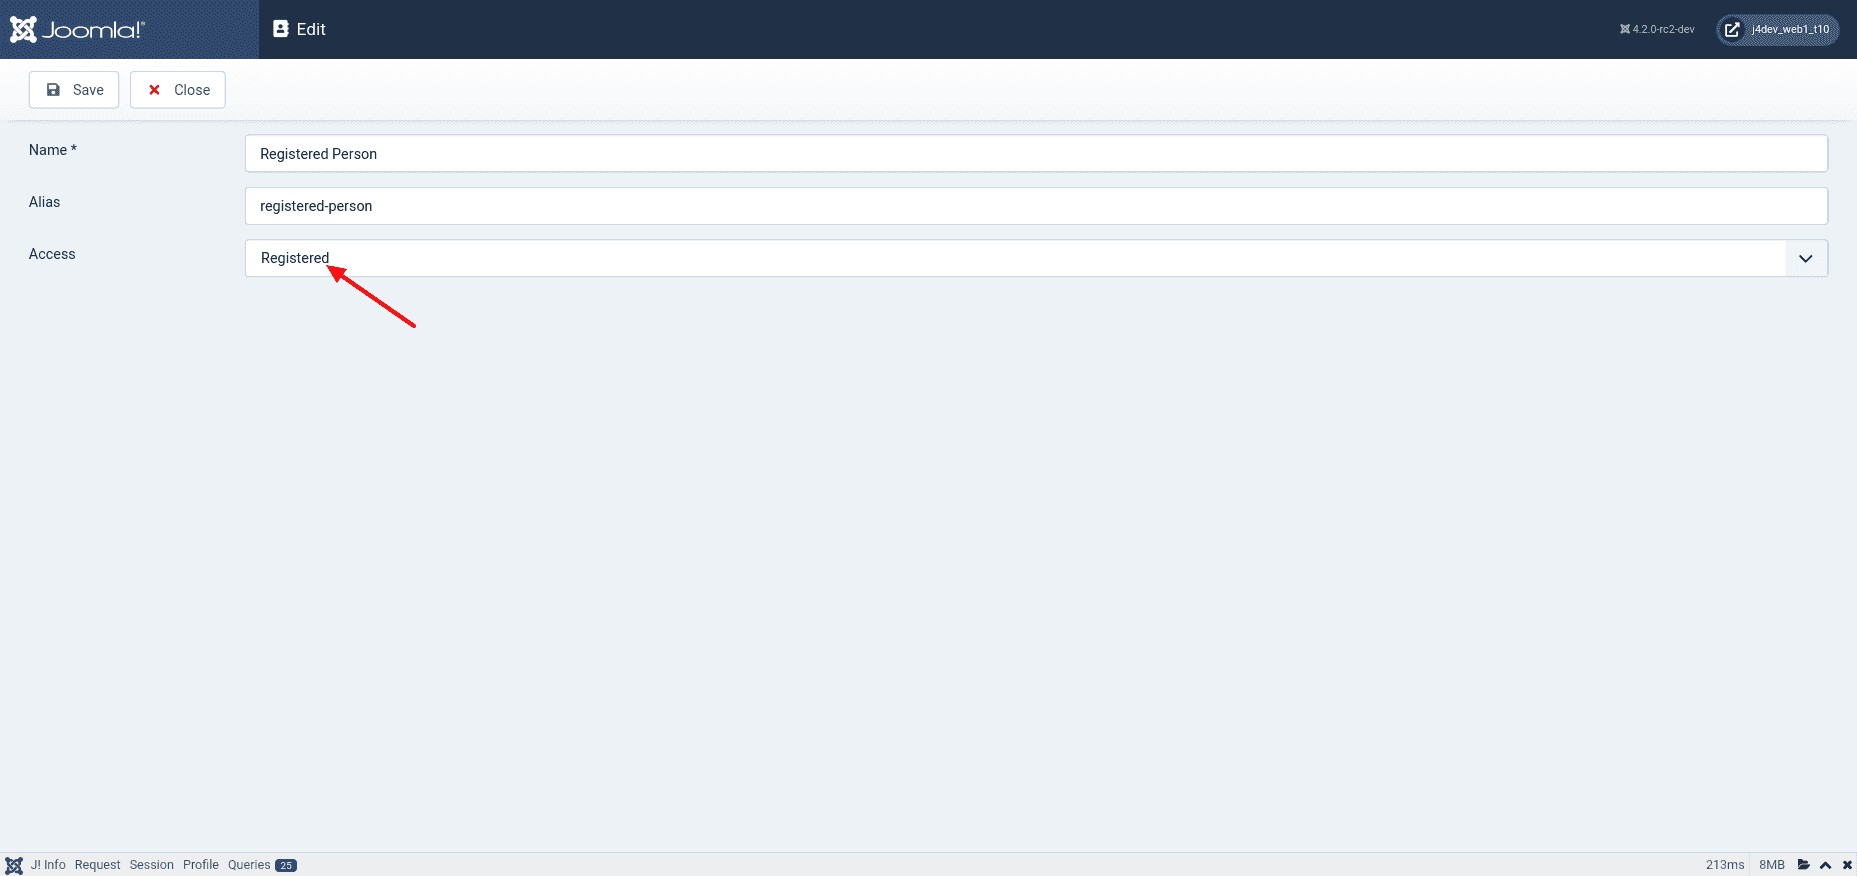 Joomla!® Edit 4.2.0-rc2-dev j4dev_web1_t10
Save Close
Name * Registered Person
Alias registered-person
Access Registered
J! Info Request Session Profile Queries 25 213ms 8MB